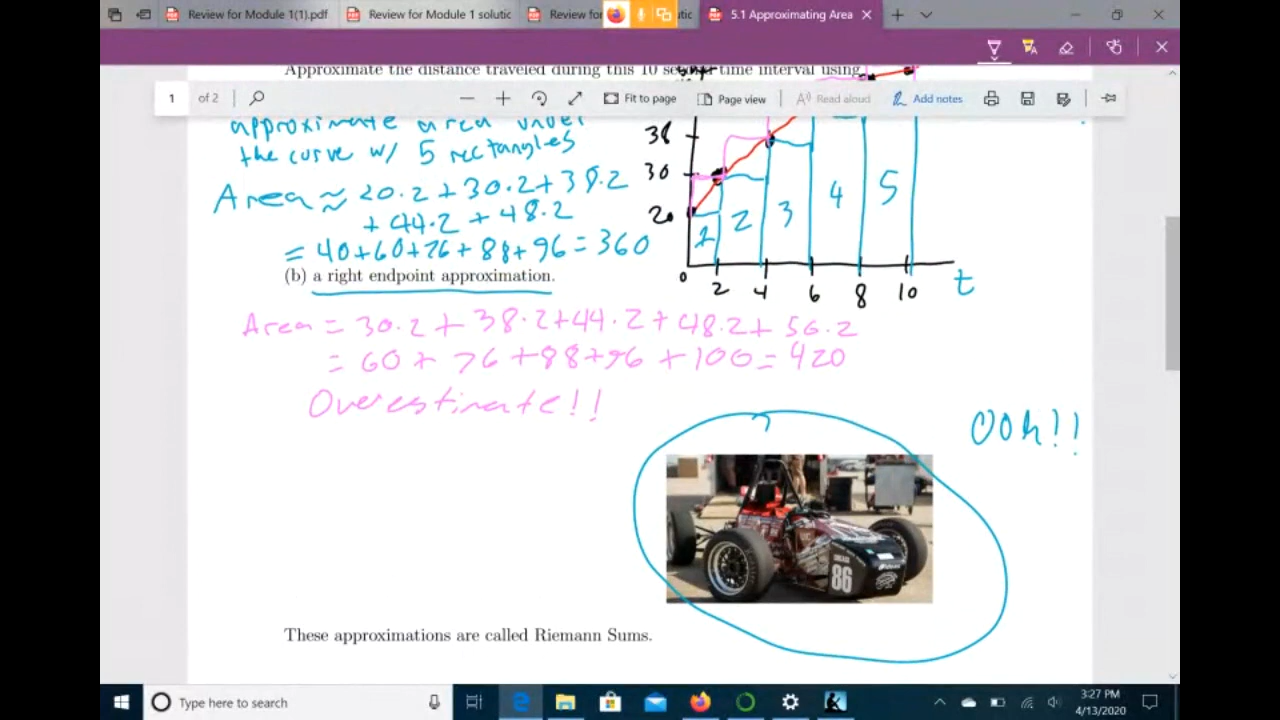 Review for Module 1(1).pdf
Review for Module 1 solutic
Review for
utic
5.1 Approximating Area
Approximate the distance traveled during this 10 second time interval using
1 of 2
Fit to page
Page view
Read aloud
Add notes
approximate area under
the curve w/ 5 rectangles
Area ≈ 20·2 + 30·2 + 38·2
+ 44·2 + 48·2
= 40+60+76+88+96 = 360
38
30
20
0
2 4 6 8 10 t
1 2 3 4 5
(b) a right endpoint approximation.
Area = 30·2 + 38·2 + 44·2 + 48·2 + 50·2
= 60 + 76 + 88 + 96 + 100 = 420
Overestimate!!
OOh!!
86
These approximations are called Riemann Sums.
Type here to search
3:27 PM
4/13/2020